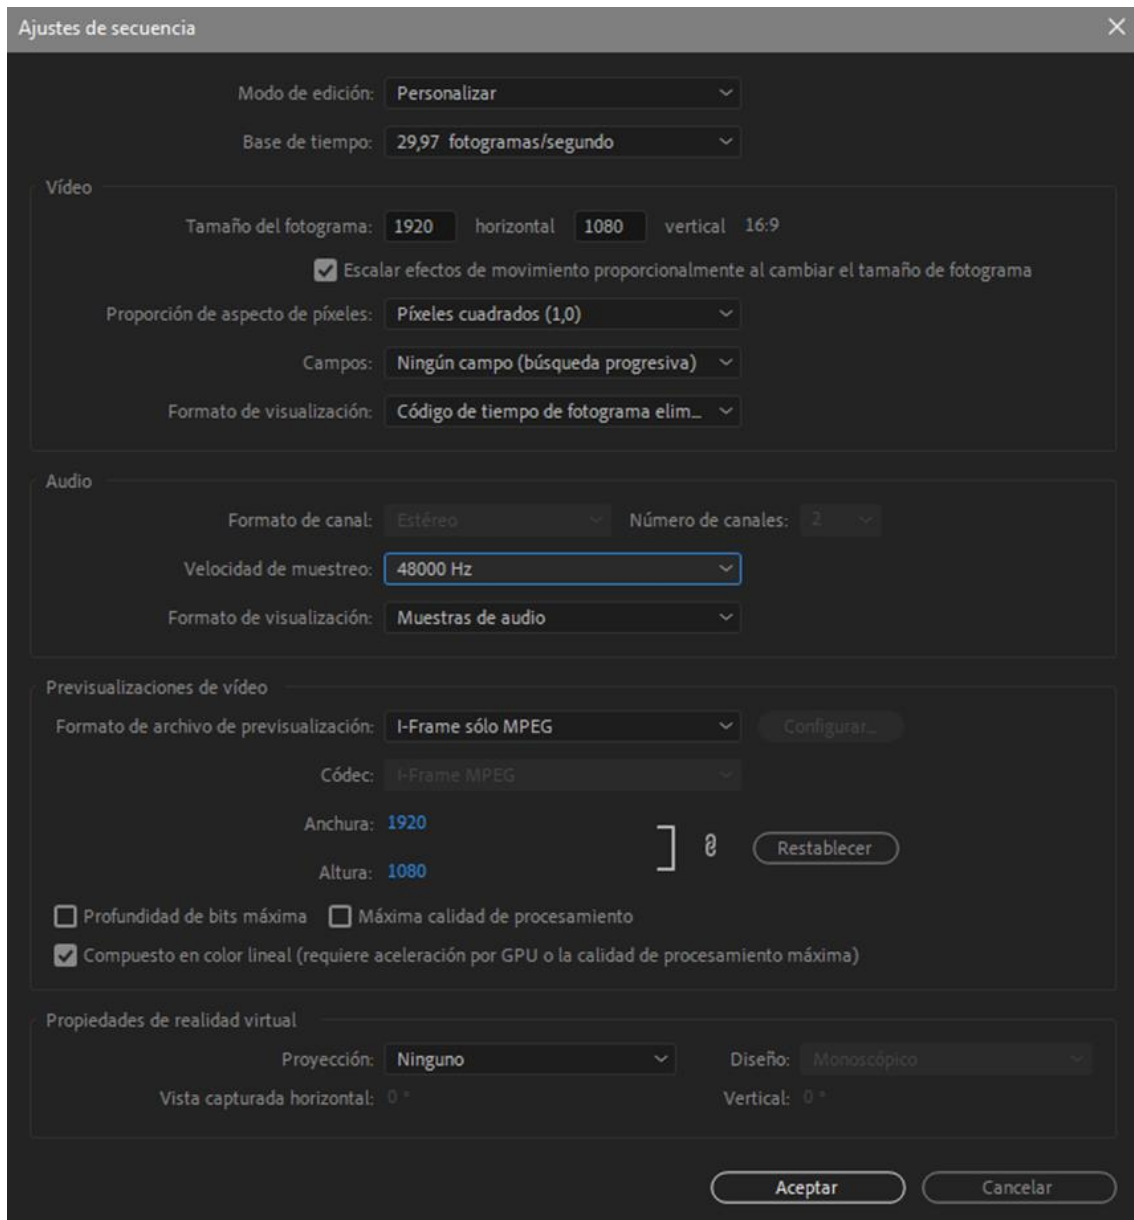 Ajustes de secuencia
Modo de edición: Personalizar
Base de tiempo: 29,97 fotogramas/segundo
Vídeo
Tamaño del fotograma: 1920 horizontal 1080 vertical 16:9
Escalar efectos de movimiento proporcionalmente al cambiar el tamaño de fotograma
Proporción de aspecto de píxeles: Píxeles cuadrados (1,0)
Campos: Ningún campo (búsqueda progresiva)
Formato de visualización: Código de tiempo de fotograma elim...
Audio
Formato de canal: Estéreo Número de canales: 2
Velocidad de muestreo: 48000 Hz
Formato de visualización: Muestras de audio
Previsualizaciones de vídeo
Formato de archivo de previsualización: I-Frame sólo MPEG Configurar...
Códec: I-Frame MPEG
Anchura: 1920
Restablecer
Altura: 1080
Profundidad de bits máxima Máxima calidad de procesamiento
Compuesto en color lineal (requiere aceleración por GPU o la calidad de procesamiento máxima)
Propiedades de realidad virtual
Proyección: Ninguno Diseño: Monoscópico
Vista capturada horizontal: 0 ° Vertical: 0 °
Aceptar Cancelar